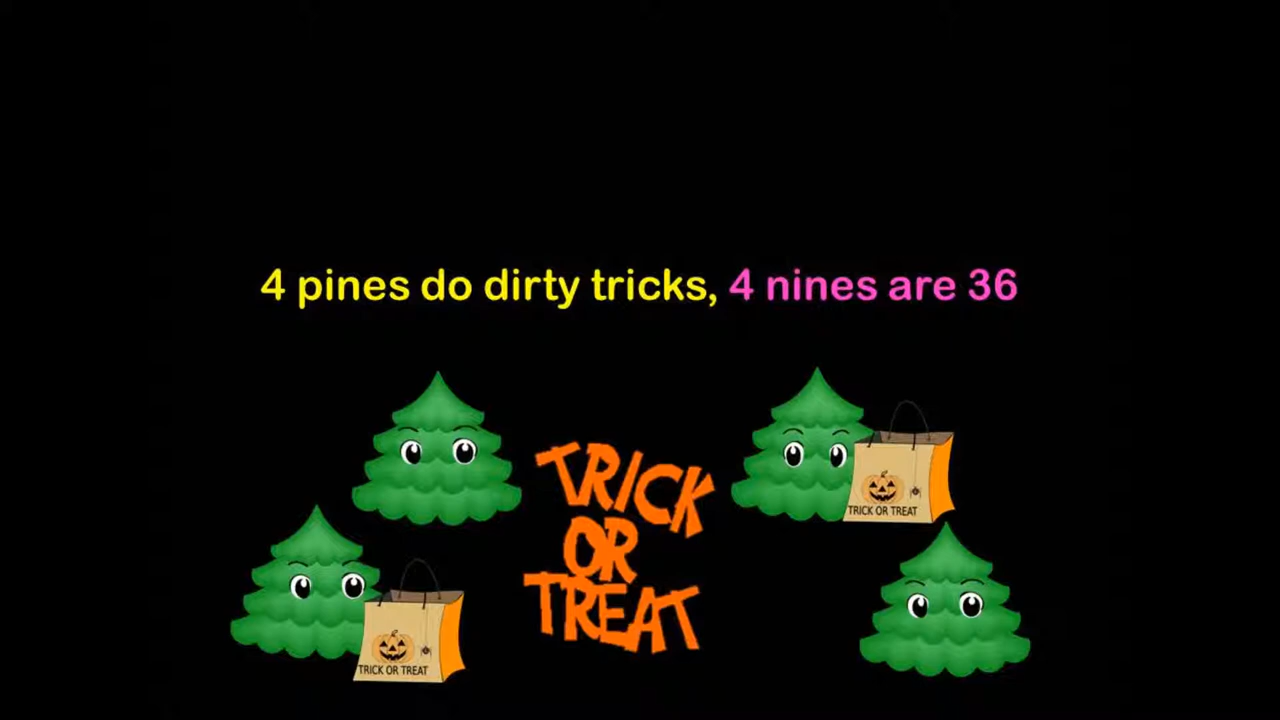 4 pines do dirty tricks, 4 nines are 36
TRICK
OR
TREAT
TRICK OR TREAT
TRICK OR TREAT